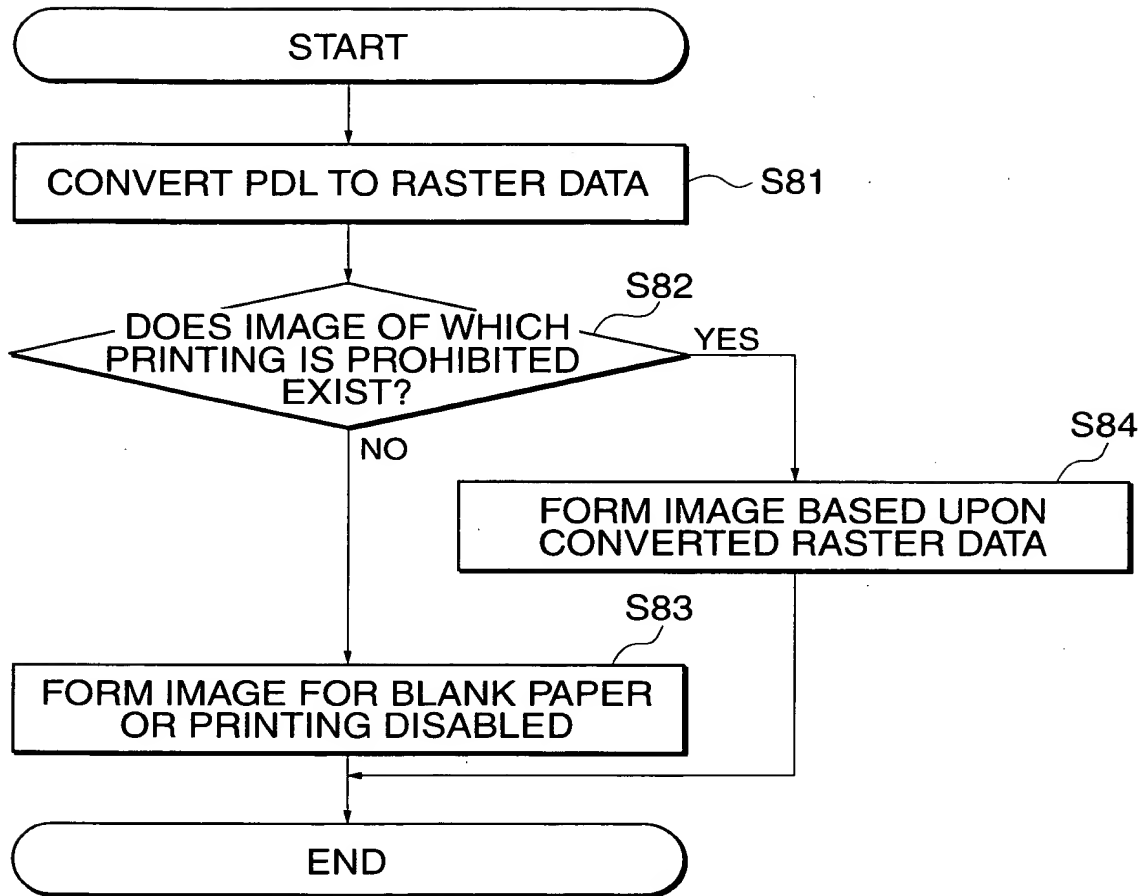 START
CONVERT PDL TO RASTER DATA
S81
S82
DOES IMAGE OF WHICH
PRINTING IS PROHIBITED
EXIST?
YES
NO
S84
FORM IMAGE BASED UPON
CONVERTED RASTER DATA
S83
FORM IMAGE FOR BLANK PAPER
OR PRINTING DISABLED
END